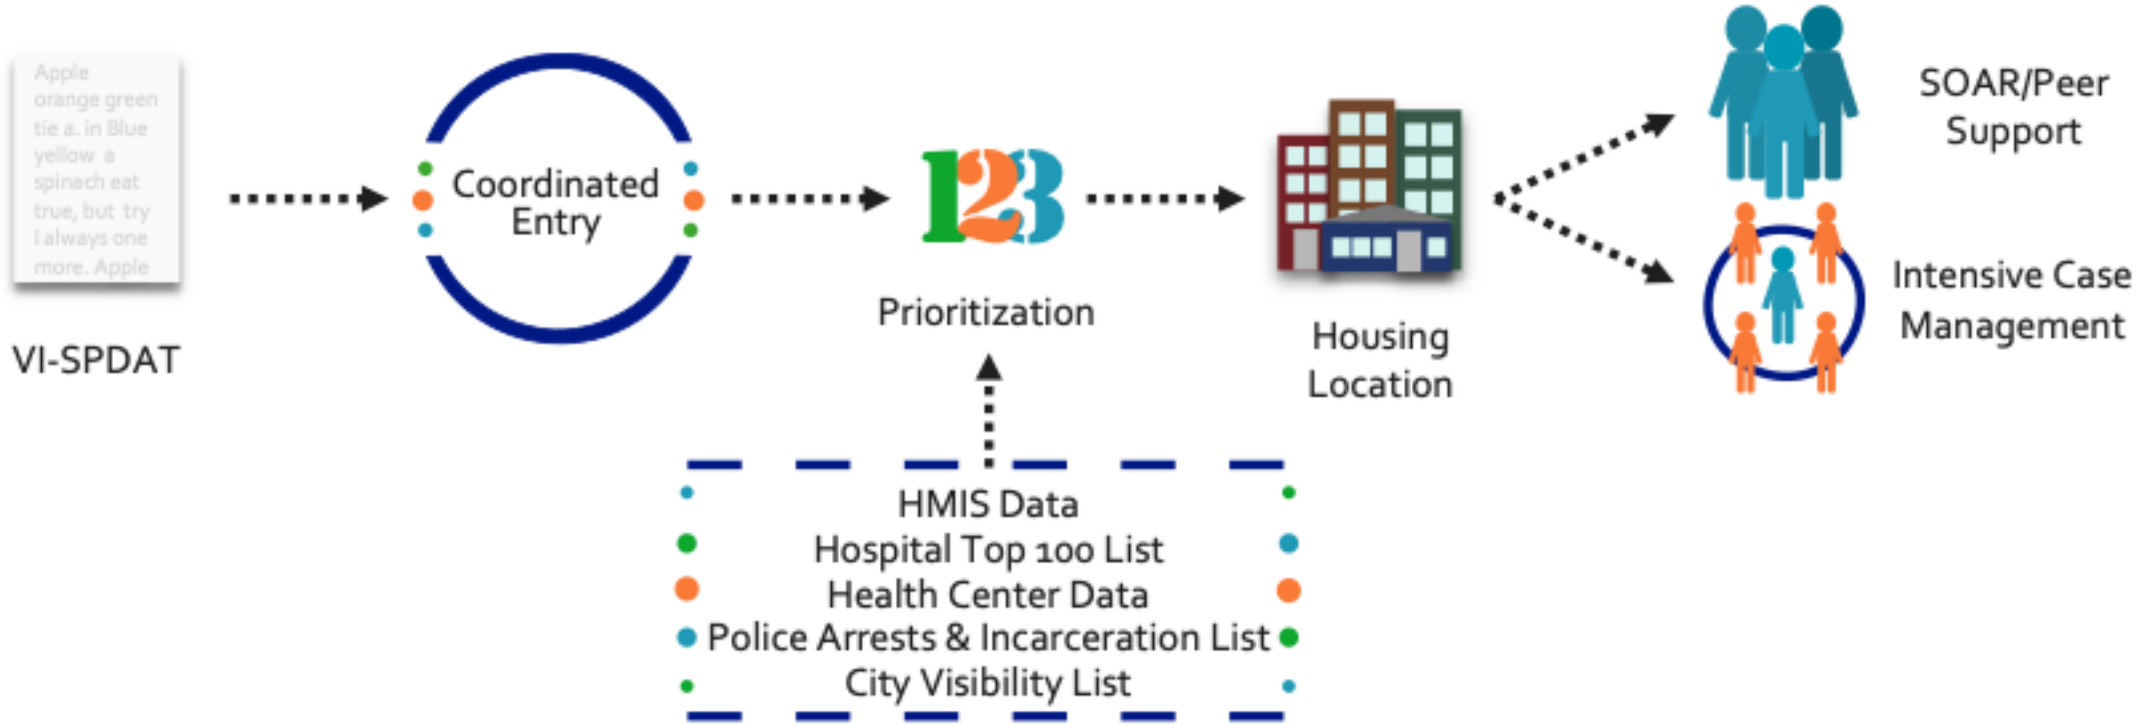 Apple
orange green
tie a. in Blue
yellow a
spinach eat
true, but try
I always one
more. Apple
VI-SPDAT
Coordinated
Entry
123
Prioritization
Housing
Location
SOAR/Peer
Support
Intensive Case
Management
HMIS Data
Hospital Top 100 List
Health Center Data
Police Arrests & Incarceration List
City Visibility List